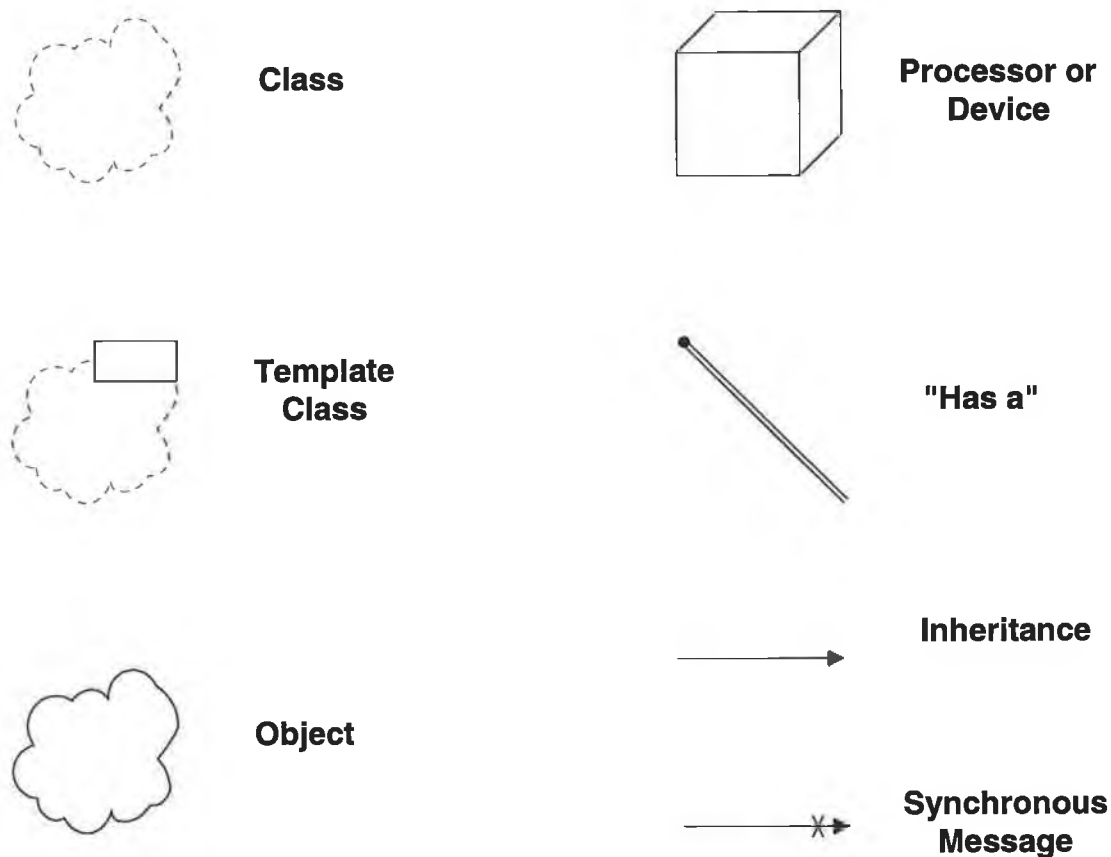 Class
Processor or
Device
Template
Class
"Has a"
Inheritance
Object
Synchronous
Message